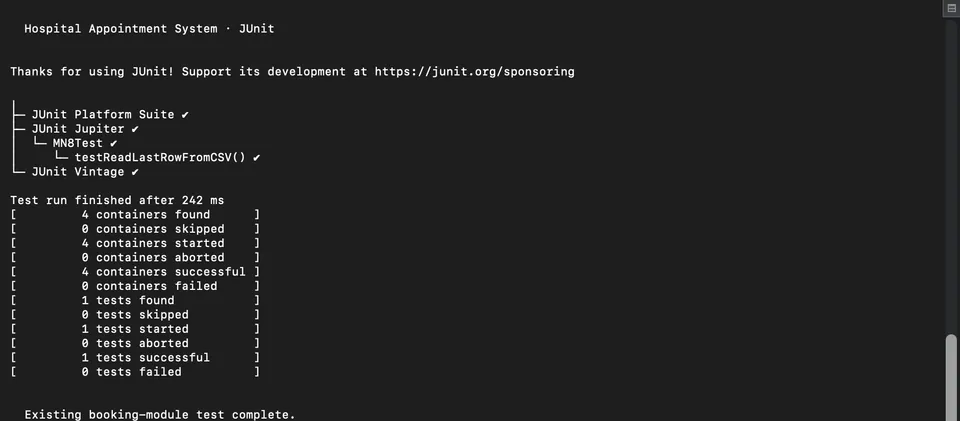 Hospital Appointment System · JUnit
Thanks for using JUnit! Support its development at https://junit.org/sponsoring
├─ JUnit Platform Suite ✔
├─ JUnit Jupiter ✔
│  └─ MN8Test ✔
│     └─ testReadLastRowFromCSV() ✔
└─ JUnit Vintage ✔
Test run finished after 242 ms
[         4 containers found      ]
[         0 containers skipped    ]
[         4 containers started    ]
[         0 containers aborted    ]
[         4 containers successful ]
[         0 containers failed     ]
[         1 tests found           ]
[         0 tests skipped         ]
[         1 tests started         ]
[         0 tests aborted         ]
[         1 tests successful      ]
[         0 tests failed          ]
Existing booking-module test complete.